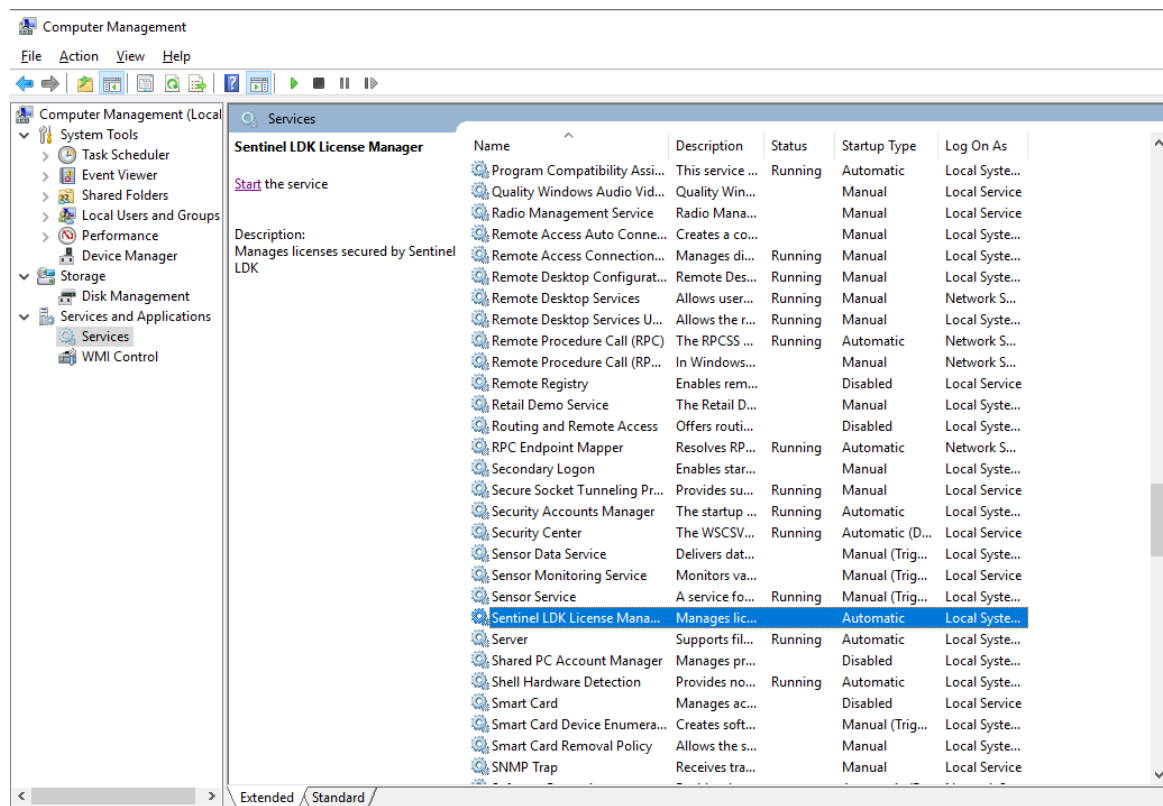 Computer Management
File Action View Help
Computer Management (Local
System Tools
Task Scheduler
Event Viewer
Shared Folders
Local Users and Groups
Performance
Device Manager
Storage
Disk Management
Services and Applications
Services
WMI Control
Services
Sentinel LDK License Manager
Start the service
Description:
Manages licenses secured by Sentinel
LDK
Name Description Status Startup Type Log On As
Program Compatibility Assi... This service ... Running Automatic Local Syste...
Quality Windows Audio Vid... Quality Win... Manual Local Service
Radio Management Service Radio Mana... Manual Local Service
Remote Access Auto Conne... Creates a co... Manual Local Syste...
Remote Access Connection... Manages di... Running Manual Local Syste...
Remote Desktop Configurat... Remote Des... Running Manual Local Syste...
Remote Desktop Services Allows user... Running Manual Network S...
Remote Desktop Services U... Allows the r... Running Manual Local Syste...
Remote Procedure Call (RPC) The RPCSS ... Running Automatic Network S...
Remote Procedure Call (RP... In Windows... Manual Network S...
Remote Registry Enables rem... Disabled Local Service
Retail Demo Service The Retail D... Manual Local Syste...
Routing and Remote Access Offers routi... Disabled Local Syste...
RPC Endpoint Mapper Resolves RP... Running Automatic Network S...
Secondary Logon Enables star... Manual Local Syste...
Secure Socket Tunneling Pr... Provides su... Running Manual Local Service
Security Accounts Manager The startup ... Running Automatic Local Syste...
Security Center The WSCSV... Running Automatic (D... Local Service
Sensor Data Service Delivers dat... Manual (Trig... Local Syste...
Sensor Monitoring Service Monitors va... Manual (Trig... Local Service
Sensor Service A service fo... Running Manual (Trig... Local Syste...
Sentinel LDK License Mana... Manages lic... Automatic Local Syste...
Server Supports fil... Running Automatic Local Syste...
Shared PC Account Manager Manages pr... Disabled Local Syste...
Shell Hardware Detection Provides no... Running Automatic Local Syste...
Smart Card Manages ac... Disabled Local Service
Smart Card Device Enumera... Creates soft... Manual (Trig... Local Syste...
Smart Card Removal Policy Allows the s... Manual Local Syste...
SNMP Trap Receives tra... Manual Local Service
Extended Standard